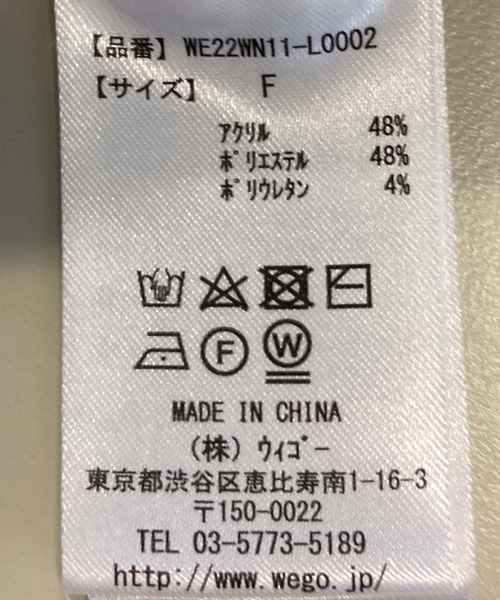 【品番】 WE22WN11-L0002
【サイズ】 F
アクリル 48%
ポリエステル 48%
ポリウレタン 4%
F W
MADE IN CHINA
(株) ウィゴー
東京都渋谷区恵比寿南1-16-3
〒150-0022
TEL 03-5773-5189
http://www.wego.jp/